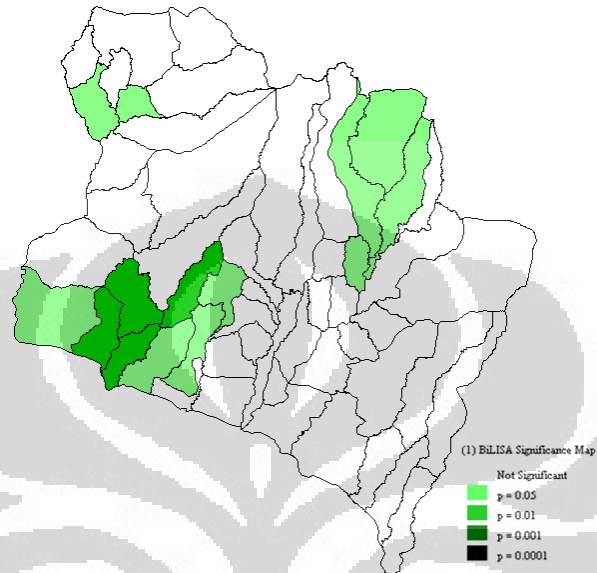 (1) BiLISA Significance Map
Not Significant
p = 0.05
p = 0.01
p = 0.001
p = 0.0001